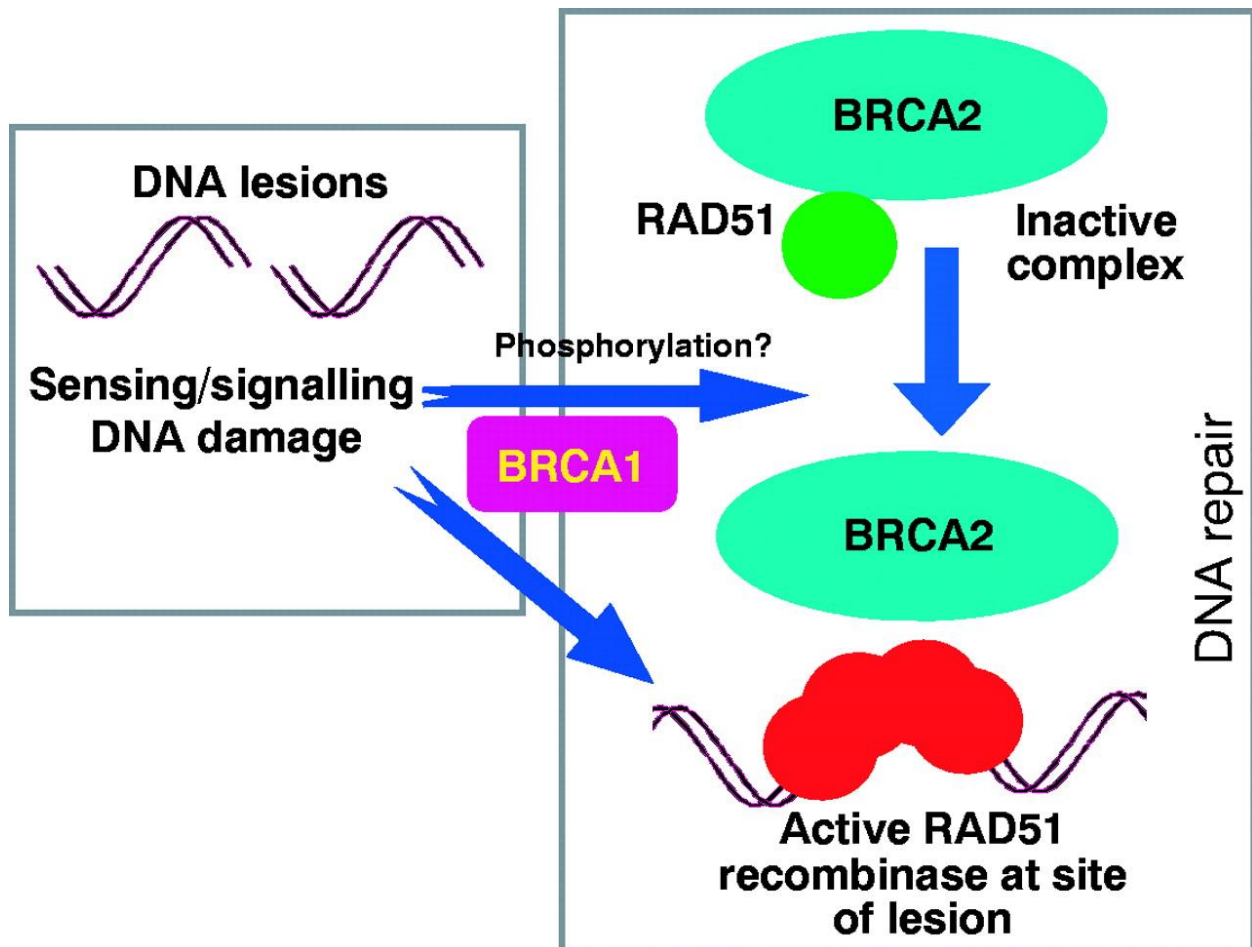 DNA lesions
Sensing/signalling
DNA damage
Phosphorylation?
BRCA1
BRCA2
RAD51
Inactive
complex
BRCA2
Active RAD51
recombinase at site
of lesion
DNA repair